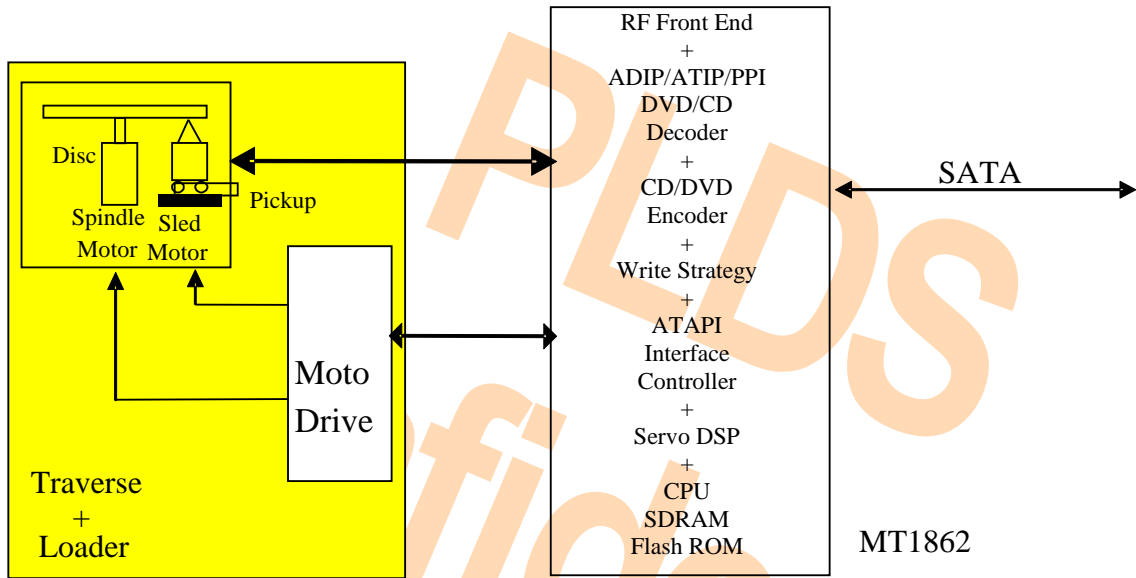 Disc
Spindle
Motor
Sled
Motor
Pickup
Moto
Drive
Traverse
+
Loader
RF Front End
+
ADIP/ATIP/PPI
DVD/CD
Decoder
+
CD/DVD
Encoder
+
Write Strategy
+
ATAPI
Interface
Controller
+
Servo DSP
+
CPU
SDRAM
Flash ROM
SATA
MT1862
PLDS